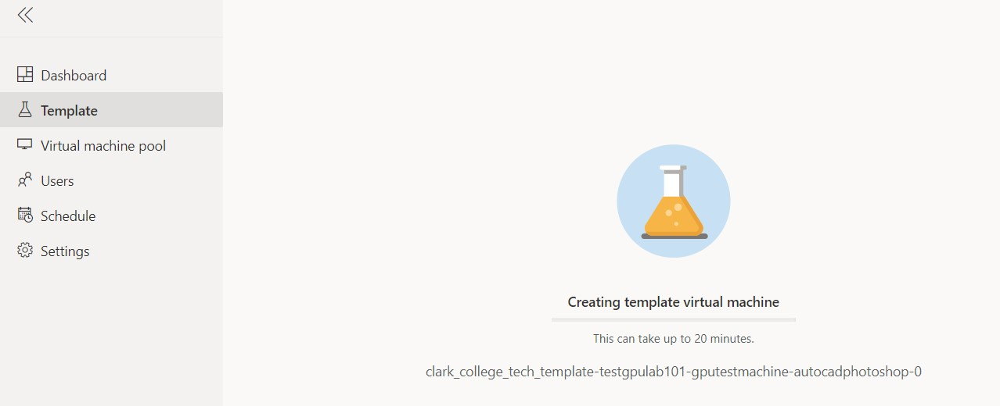 Dashboard
Template
Virtual machine pool
Users
Schedule
Settings
Creating template virtual machine
This can take up to 20 minutes.
clark_college_tech_template-testgpulab101-gputestmachine-autocadphotoshop-0